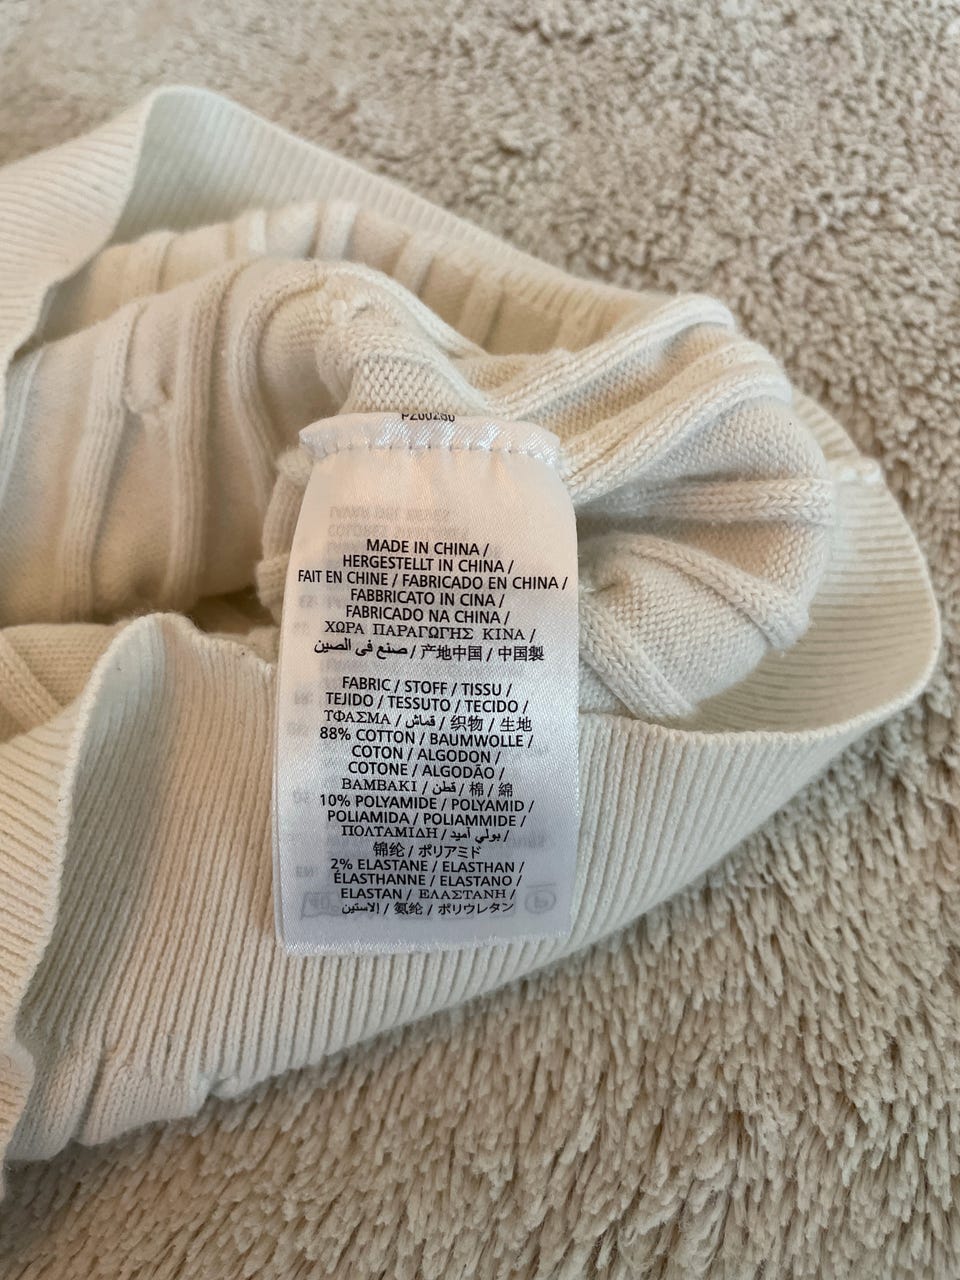 P200280
MADE IN CHINA /
HERGESTELLT IN CHINA /
FAIT EN CHINE / FABRICADO EN CHINA /
FABBRICATO IN CINA /
FABRICADO NA CHINA /
ΧΩΡΑ ΠΑΡΑΓΩΓΗΣ ΚΙΝΑ /
صنع في الصين / 产地中国 / 中国製
FABRIC / STOFF / TISSU /
TEJIDO / TESSUTO / TECIDO /
ΤΦΑΣΜΑ / قماش / 织物 / 生地
88% COTTON / BAUMWOLLE /
COTON / ALGODON /
COTONE / ALGODÃO /
ΒΑΜΒΑΚΙ / قطن / 棉 / 綿
10% POLYAMIDE / POLYAMID /
POLIAMIDA / POLIAMMIDE /
ΠΟΛΤΑΜΙΔΗ / بولي أميد /
锦纶 / ポリアミド
2% ELASTANE / ELASTHAN /
ÉLASTHANNE / ELASTANO /
ELASTAN / ΕΛΑΣΤΑΝΗ /
الاستين / 氨纶 / ポリウレタン